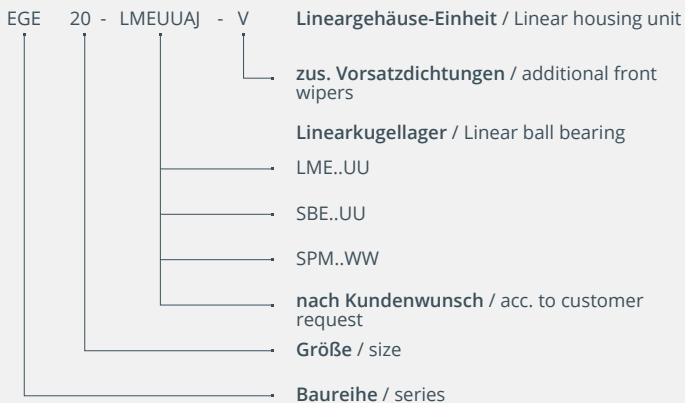 EGE 20 - LMEUUAJ - V Lineargehäuse-Einheit / Linear housing unit
zus. Vorsatzdichtungen / additional front
wipers
Linearkugellager / Linear ball bearing
LME..UU
SBE..UU
SPM..WW
nach Kundenwunsch / acc. to customer
request
Größe / size
Baureihe / series